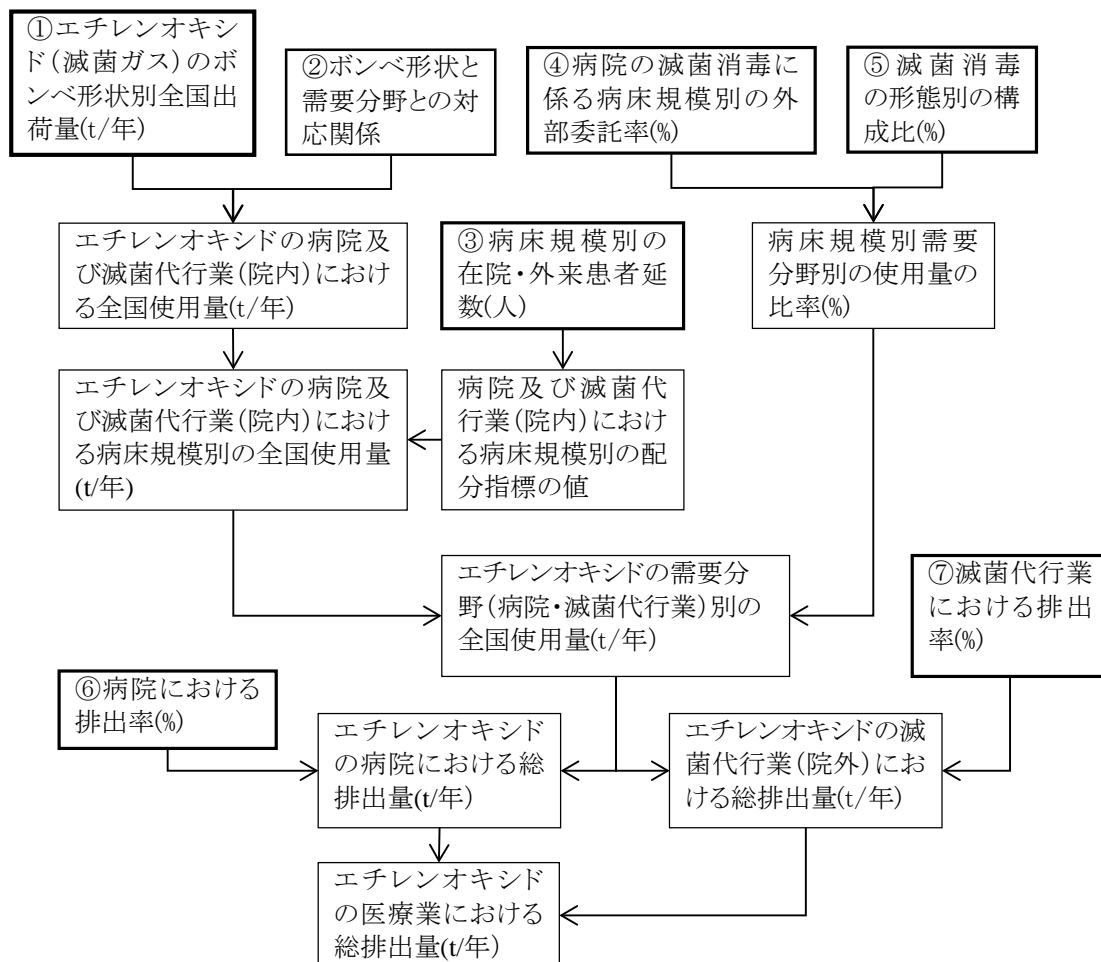 ①エチレンオキシ
ド(滅菌ガス)のボ
ンベ形状別全国出
荷量(t/年)
②ボンベ形状と
需要分野との対
応関係
④病院の滅菌消毒に
係る病床規模別の外
部委託率(%)
⑤滅菌消毒
の形態別の構
成比(%)
エチレンオキシドの病院及
び滅菌代行業(院内)におけ
る全国使用量(t/年)
③病床規模別の
在院・外来患者延
数(人)
病床規模別需要
分野別の使用量の
比率(%)
エチレンオキシドの病院及
び滅菌代行業(院内)におけ
る病床規模別の全国使用量
(t/年)
病院及び滅菌代
行業(院内)におけ
る病床規模別の配
分指標の値
エチレンオキシドの需要分
野(病院・滅菌代行業)別の
全国使用量(t/年)
⑦滅菌代行業
における排出
率(%)
⑥病院における
排出率(%)
エチレンオキシド
の病院における総
排出量(t/年)
エチレンオキシドの滅
菌代行業(院外)にお
ける総排出量(t/年)
エチレンオキシド
の医療業における
総排出量(t/年)